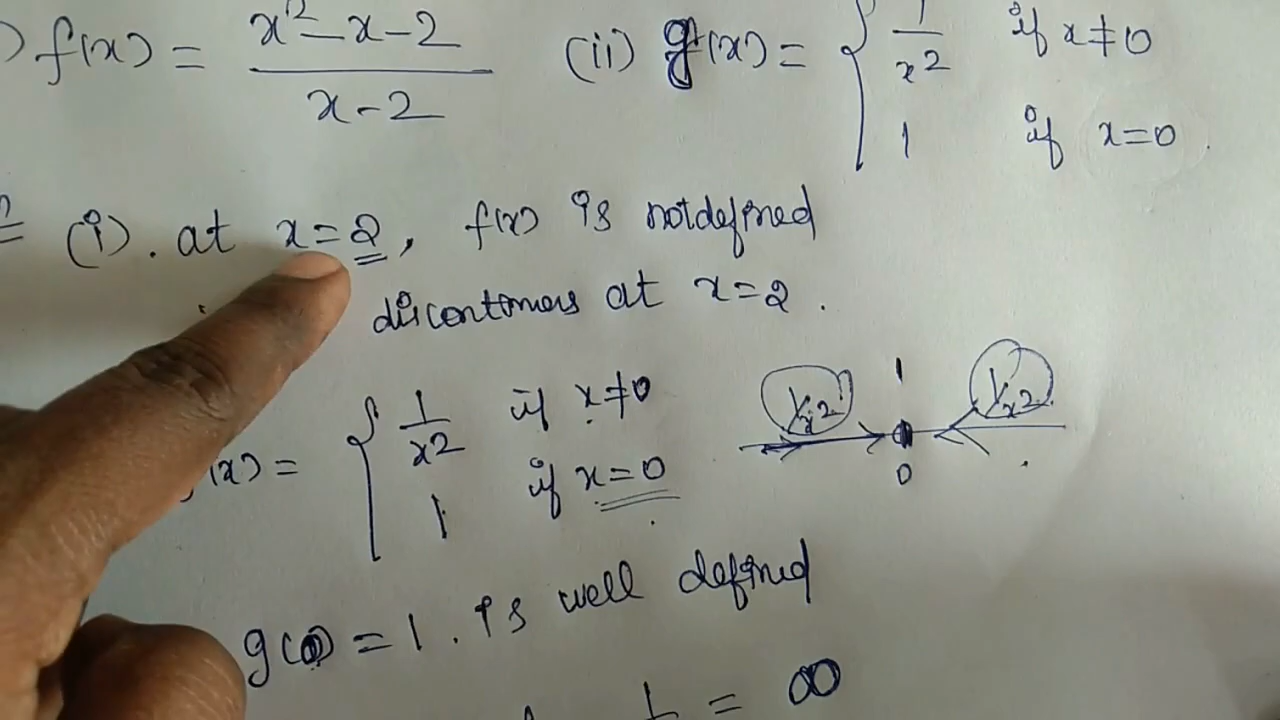 ) f(x) = x² - x - 2 / x - 2 (ii) g(x) = { 1/x² if x ≠ 0
1 if x = 0 .
(i). at x = 2, f(x) is notdefined
at x = 2 .
(x) = { 1/x² if x ≠ 0
1 if x = 0
1/x² 1 1/x²
0
g(0) = 1. is well defined
1 = ∞